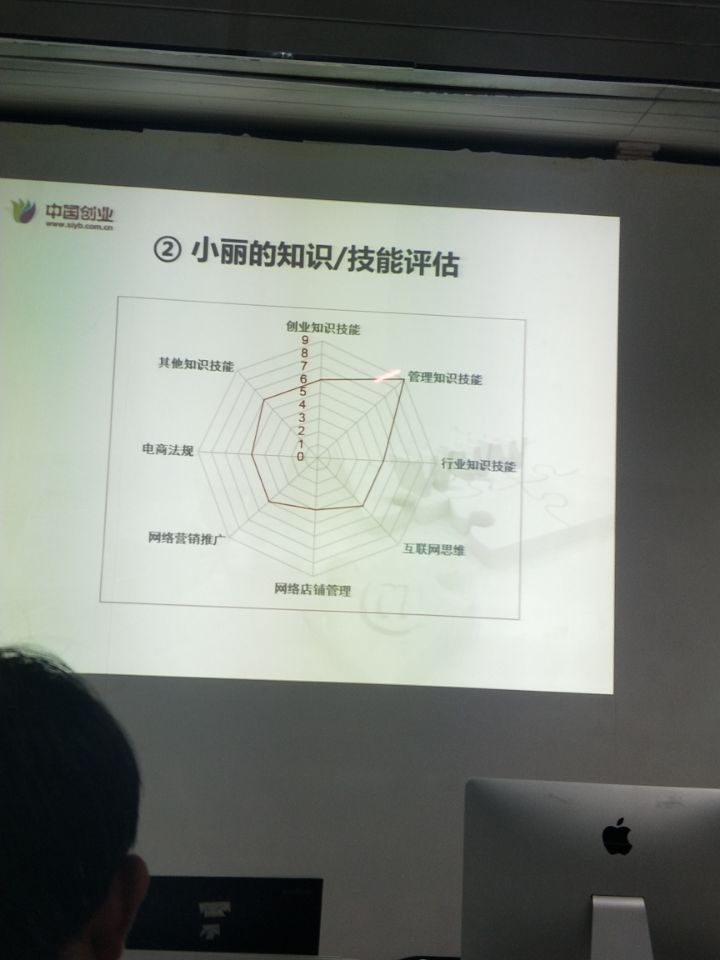 中国创业
www.siyb.com.cn
② 小丽的知识/技能评估
创业知识技能
9
8
7
6
5
4
3
2
1
0
其他知识技能
管理知识技能
电商法规
行业知识技能
网络营销推广
互联网思维
网络店铺管理